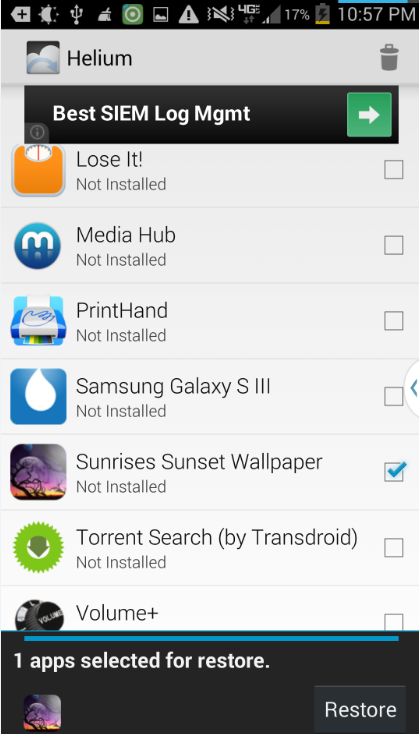 4G
17%
10:57 PM
Helium
Best SIEM Log Mgmt
Lose It!
Not Installed
Media Hub
Not Installed
PrintHand
Not Installed
Samsung Galaxy S III
Not Installed
Sunrises Sunset Wallpaper
Not Installed
Torrent Search (by Transdroid)
Not Installed
VOLUME
Volume+
1 apps selected for restore.
Restore